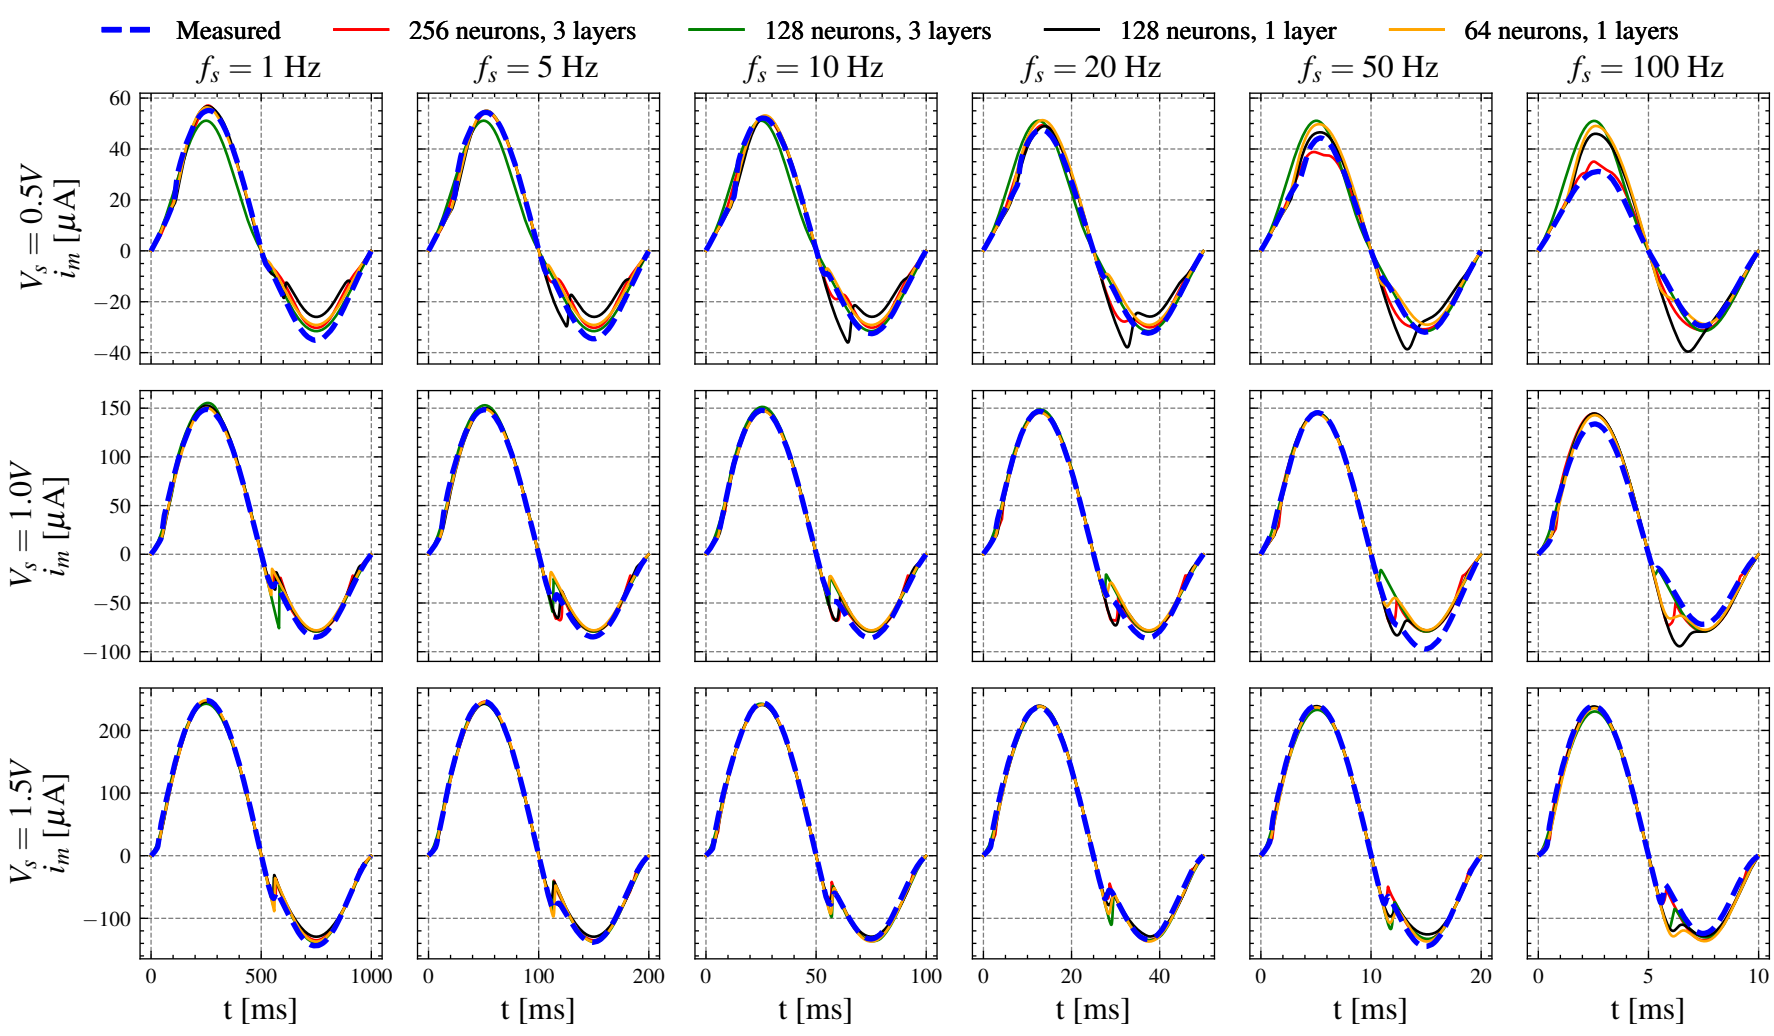 Measured 256 neurons, 3 layers 128 neurons, 3 layers 128 neurons, 1 layer 64 neurons, 1 layers
f_s = 1 Hz f_s = 5 Hz f_s = 10 Hz f_s = 20 Hz f_s = 50 Hz f_s = 100 Hz
V_s = 0.5V
i_m [μA]
60
40
20
0
−20
−40
V_s = 1.0V
i_m [μA]
150
100
50
0
−50
−100
V_s = 1.5V
i_m [μA]
200
100
0
−100
0 500 1000 0 100 200 0 50 100 0 20 40 0 10 20 0 5 10
t [ms] t [ms] t [ms] t [ms] t [ms] t [ms]